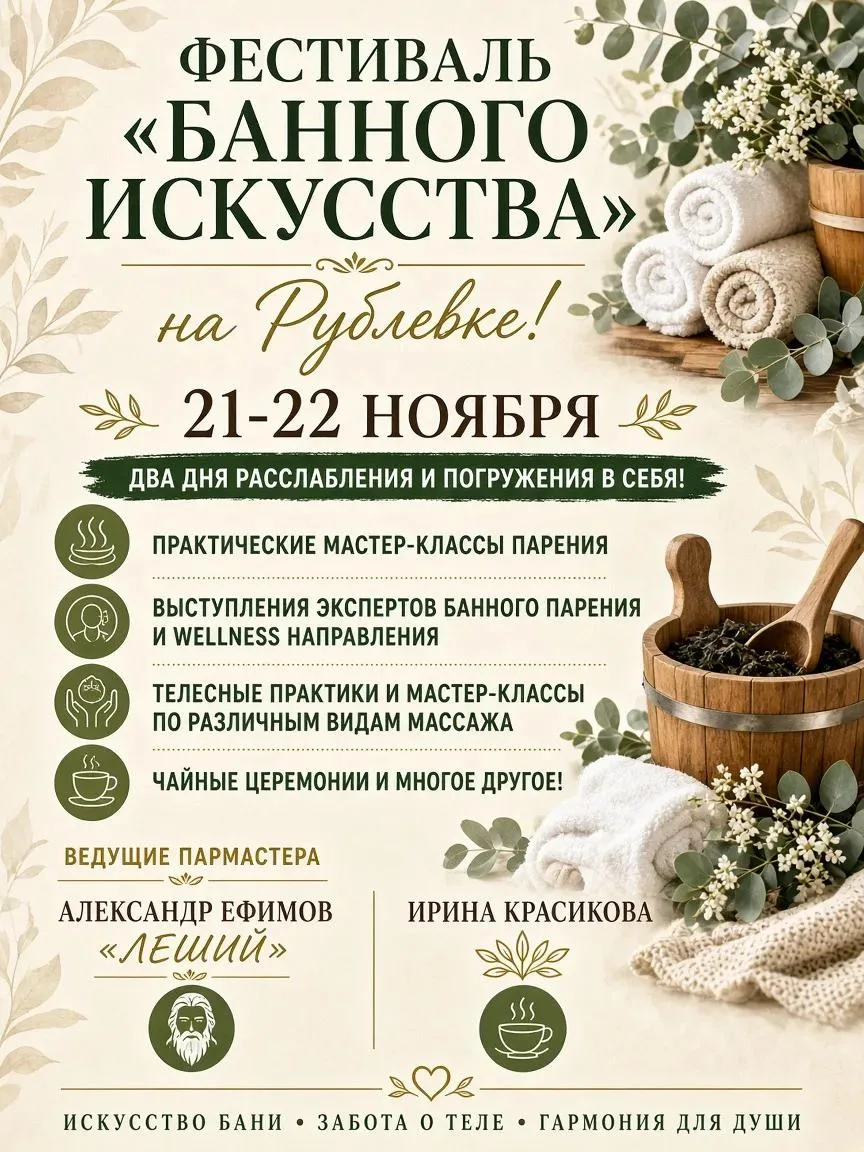 ФЕСТИВАЛЬ
«БАННОГО
ИСКУССТВА»
на Рублевке!
21-22 НОЯБРЯ
ДВА ДНЯ РАССЛАБЛЕНИЯ И ПОГРУЖЕНИЯ В СЕБЯ!
ПРАКТИЧЕСКИЕ МАСТЕР-КЛАССЫ ПАРЕНИЯ
ВЫСТУПЛЕНИЯ ЭКСПЕРТОВ БАННОГО ПАРЕНИЯ
И WELLNESS НАПРАВЛЕНИЯ
ТЕЛЕСНЫЕ ПРАКТИКИ И МАСТЕР-КЛАССЫ
ПО РАЗЛИЧНЫМ ВИДАМ МАССАЖА
ЧАЙНЫЕ ЦЕРЕМОНИИ И МНОГОЕ ДРУГОЕ!
ВЕДУЩИЕ ПАРМАСТЕРА
АЛЕКСАНДР ЕФИМОВ
«ЛЕШИЙ»
ИРИНА КРАСИКОВА
ИСКУССТВО БАНИ • ЗАБОТА О ТЕЛЕ • ГАРМОНИЯ ДЛЯ ДУШИ